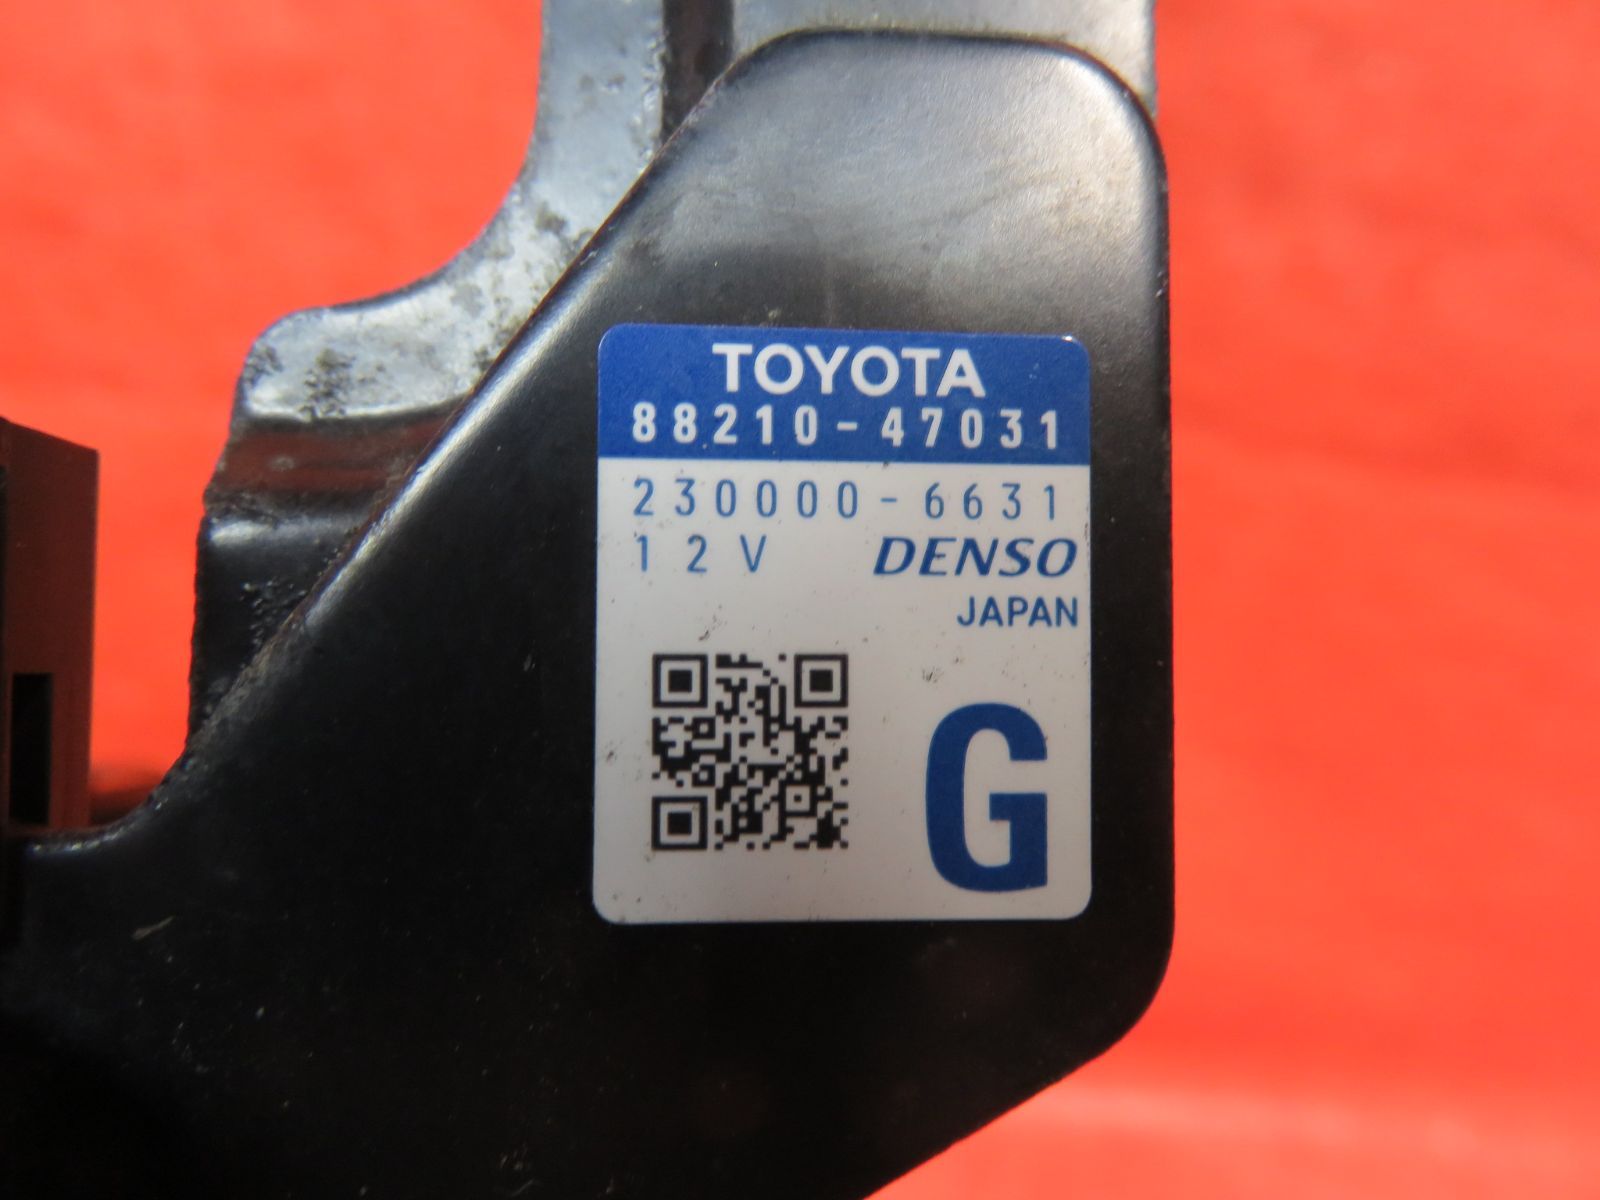 TOYOTA
88210-47031
230000-6631
12V DENSO
JAPAN
G